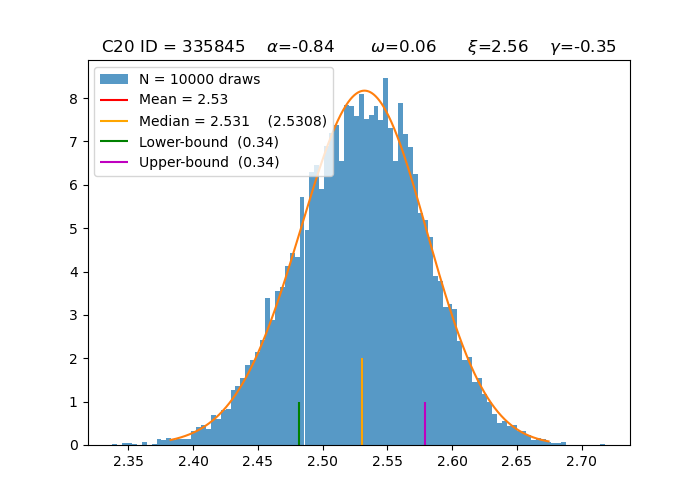 C20 ID = 335845 α=-0.84 ω=0.06 ξ=2.56 γ=-0.35
N = 10000 draws
Mean = 2.53
Median = 2.531 (2.5308)
Lower-bound (0.34)
Upper-bound (0.34)
8
7
6
5
4
3
2
1
0
2.35 2.40 2.45 2.50 2.55 2.60 2.65 2.70